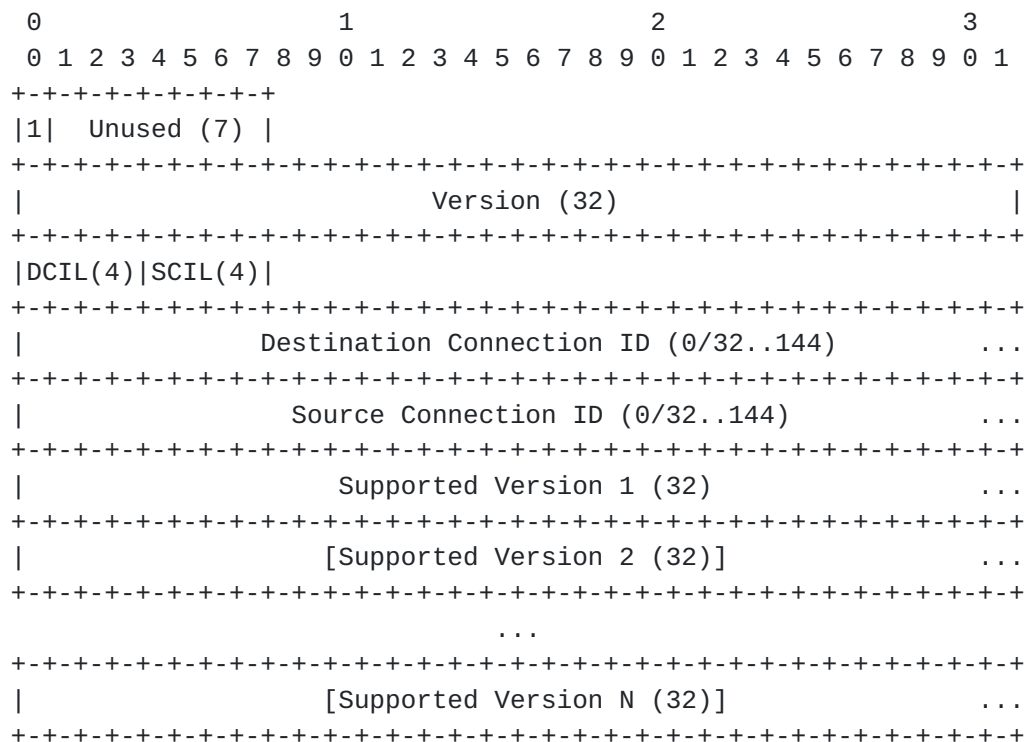 0                   1                   2                   3
 0 1 2 3 4 5 6 7 8 9 0 1 2 3 4 5 6 7 8 9 0 1 2 3 4 5 6 7 8 9 0 1
+-+-+-+-+-+-+-+-+
|1|  Unused (7) |
+-+-+-+-+-+-+-+-+-+-+-+-+-+-+-+-+-+-+-+-+-+-+-+-+-+-+-+-+-+-+-+-+
|                          Version (32)                         |
+-+-+-+-+-+-+-+-+-+-+-+-+-+-+-+-+-+-+-+-+-+-+-+-+-+-+-+-+-+-+-+-+
|DCIL(4)|SCIL(4)|
+-+-+-+-+-+-+-+-+-+-+-+-+-+-+-+-+-+-+-+-+-+-+-+-+-+-+-+-+-+-+-+-+
|               Destination Connection ID (0/32..144)         ...
+-+-+-+-+-+-+-+-+-+-+-+-+-+-+-+-+-+-+-+-+-+-+-+-+-+-+-+-+-+-+-+-+
|                 Source Connection ID (0/32..144)            ...
+-+-+-+-+-+-+-+-+-+-+-+-+-+-+-+-+-+-+-+-+-+-+-+-+-+-+-+-+-+-+-+-+
|                    Supported Version 1 (32)                 ...
+-+-+-+-+-+-+-+-+-+-+-+-+-+-+-+-+-+-+-+-+-+-+-+-+-+-+-+-+-+-+-+-+
|                   [Supported Version 2 (32)]                ...
+-+-+-+-+-+-+-+-+-+-+-+-+-+-+-+-+-+-+-+-+-+-+-+-+-+-+-+-+-+-+-+-+
                               ...
+-+-+-+-+-+-+-+-+-+-+-+-+-+-+-+-+-+-+-+-+-+-+-+-+-+-+-+-+-+-+-+-+
|                   [Supported Version N (32)]                ...
+-+-+-+-+-+-+-+-+-+-+-+-+-+-+-+-+-+-+-+-+-+-+-+-+-+-+-+-+-+-+-+-+